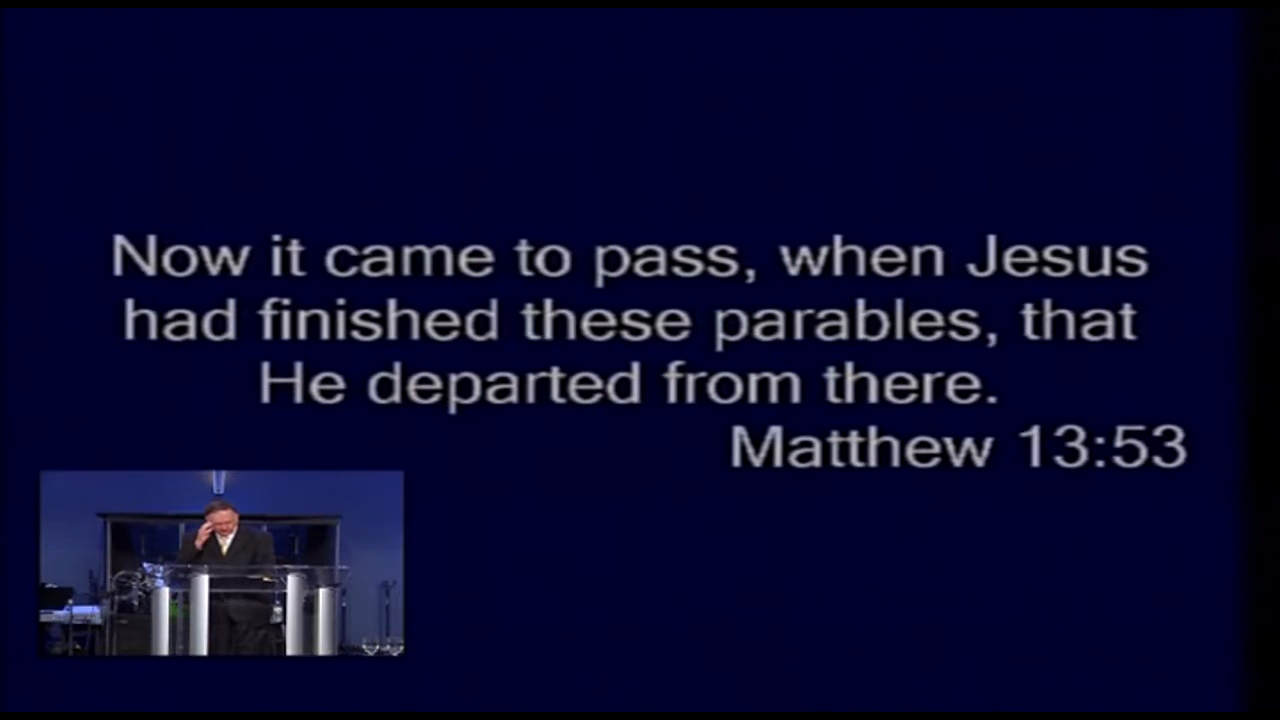 Now it came to pass, when Jesus
had finished these parables, that
He departed from there.
Matthew 13:53